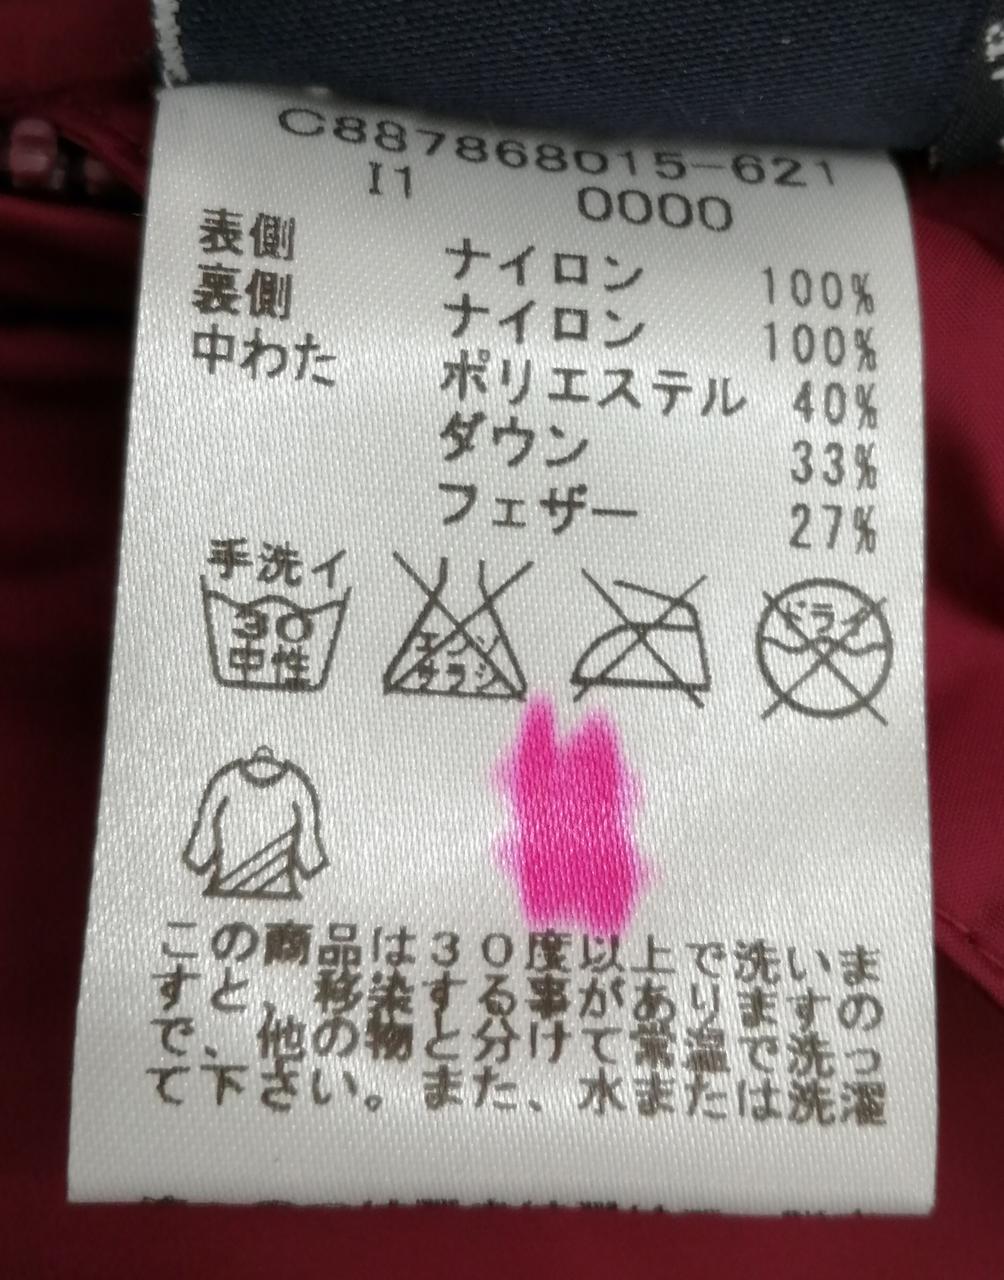 C887868015-621
I1 0000
表側 ナイロン 100%
裏側 ナイロン 100%
中わた ポリエステル 40%
ダウン 33%
フェザー 27%
手洗イ
30
中性
エンソ
サラシ
ドライ
この商品は30度以上で洗いま
すと、移染する事がありますの
で、他の物と分けて常温で洗っ
て下さい。また、水または洗濯